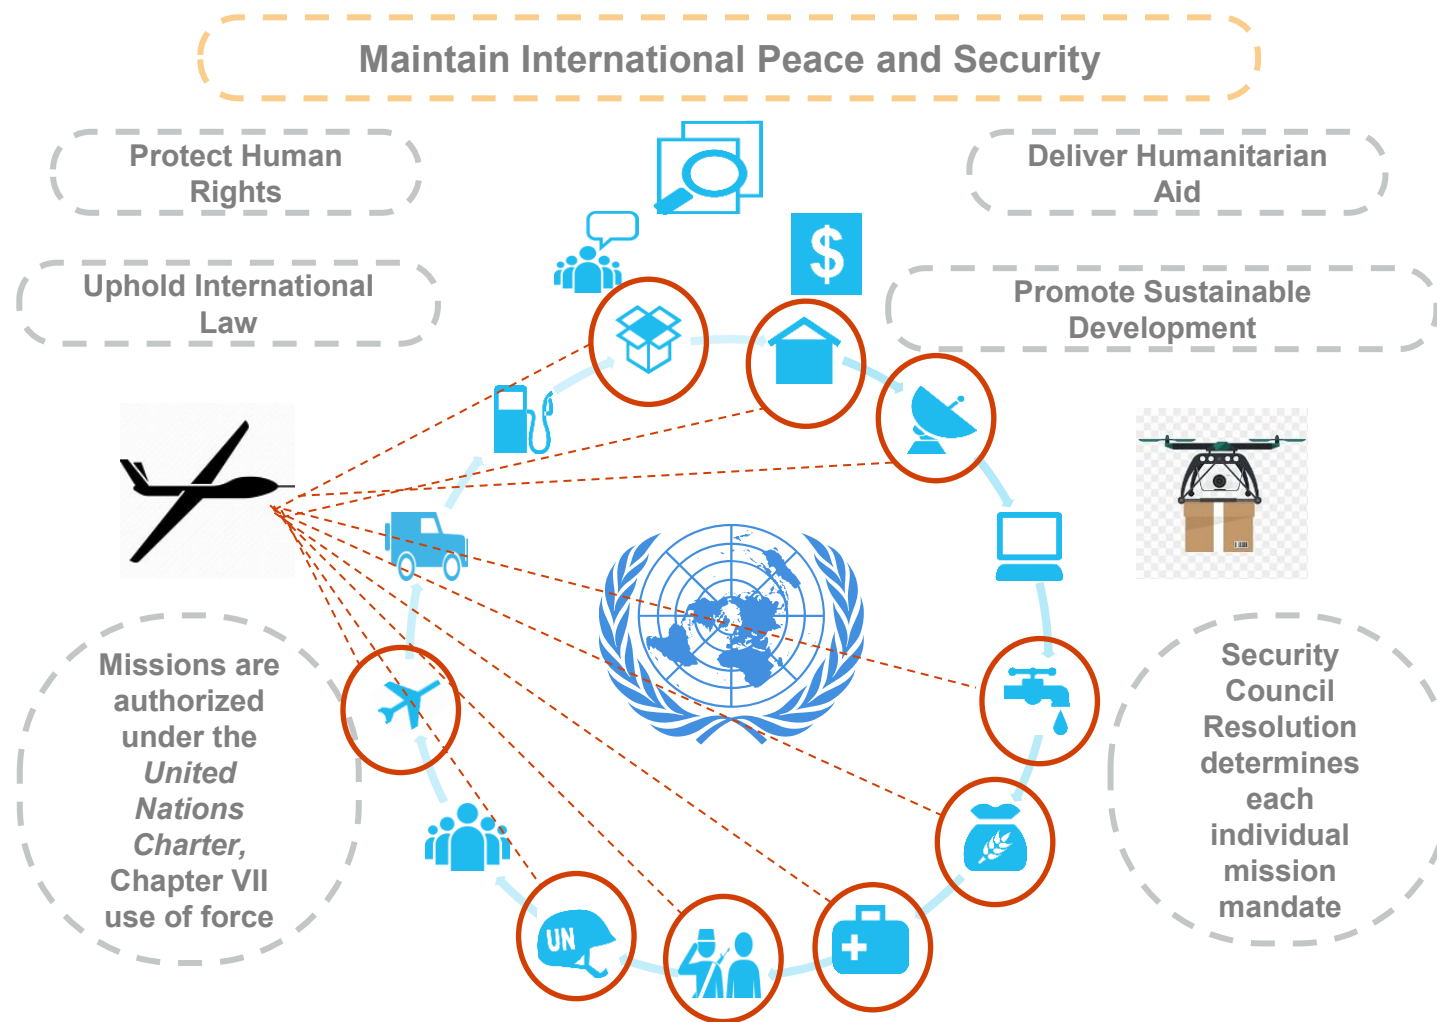 Maintain International Peace and Security
Protect Human
Rights
Deliver Humanitarian
Aid
$
Uphold International
Law
Promote Sustainable
Development
Missions are
authorized
under the
United
Nations
Charter,
Chapter VII
use of force
Security
Council
Resolution
determines
each
individual
mission
mandate
UN